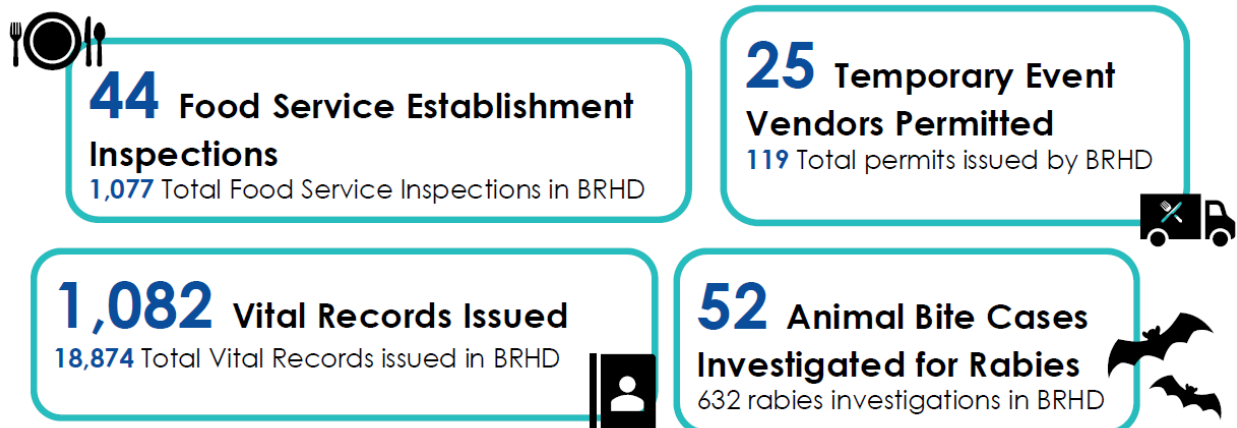 44 Food Service Establishment
Inspections
1,077 Total Food Service Inspections in BRHD
25 Temporary Event
Vendors Permitted
119 Total permits issued by BRHD
1,082 Vital Records Issued
18,874 Total Vital Records issued in BRHD
52 Animal Bite Cases
Investigated for Rabies
632 rabies investigations in BRHD